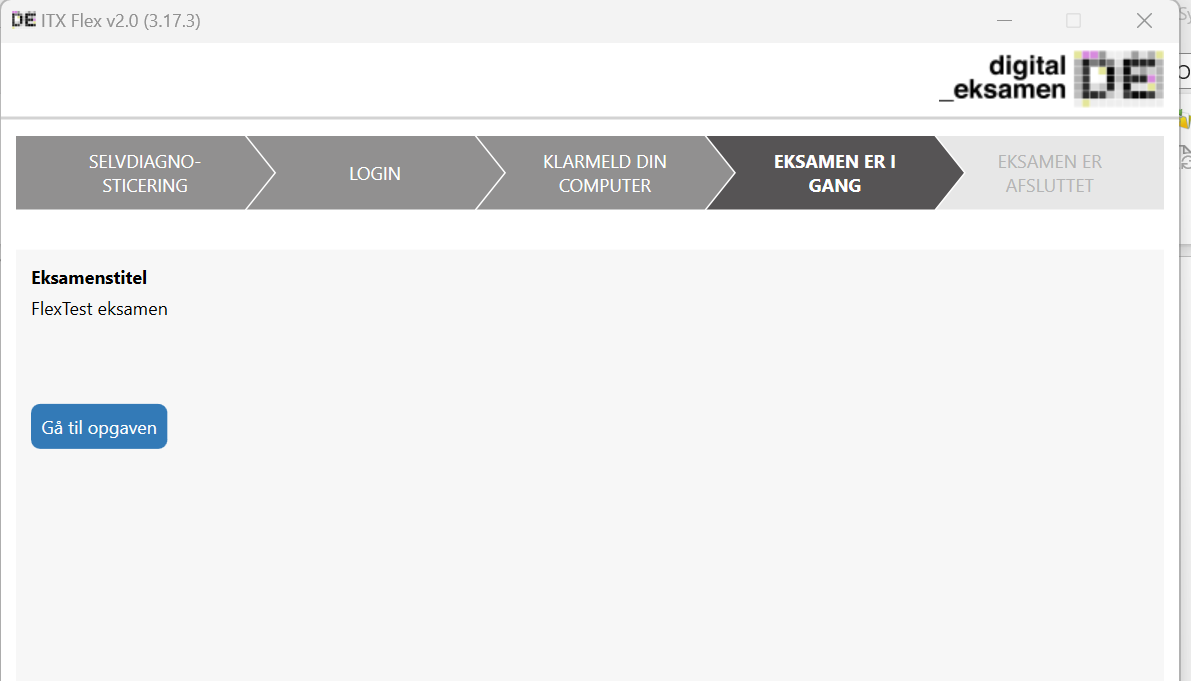 DE ITX Flex v2.0 (3.17.3)
digital
_eksamen
DE
SELVDIAGNO-
STICERING
LOGIN
KLARMELD DIN
COMPUTER
EKSAMEN ER I
GANG
EKSAMEN ER
AFSLUTTET
Eksamenstitel
FlexTest eksamen
Gå til opgaven